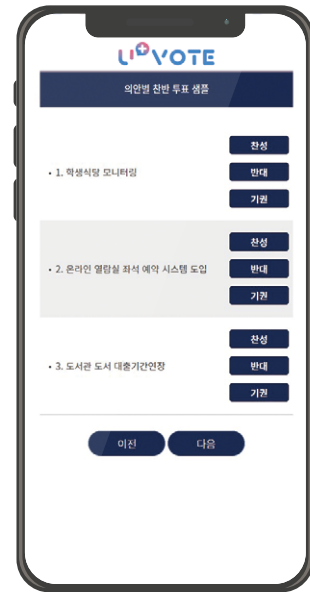 U+VOTE
의안별 찬반 투표 샘플
찬성
• 1. 학생식당 모니터링
반대
기권
찬성
• 2. 온라인 열람실 좌석 예약 시스템 도입
반대
기권
찬성
• 3. 도서관 도서 대출기간연장
반대
기권
이전
다음